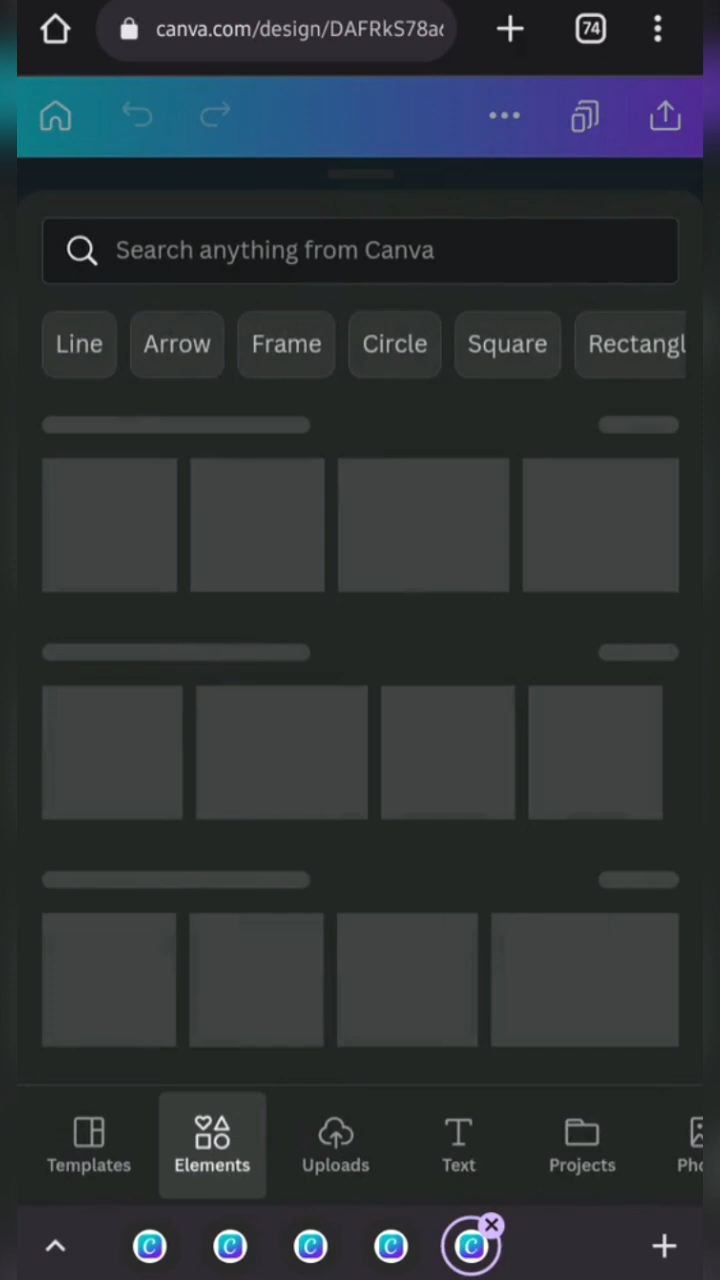 canva.com/design/DAFRkS78a
74
Search anything from Canva
Line Arrow Frame Circle Square Rectangl
Templates Elements Uploads Text Projects Pho